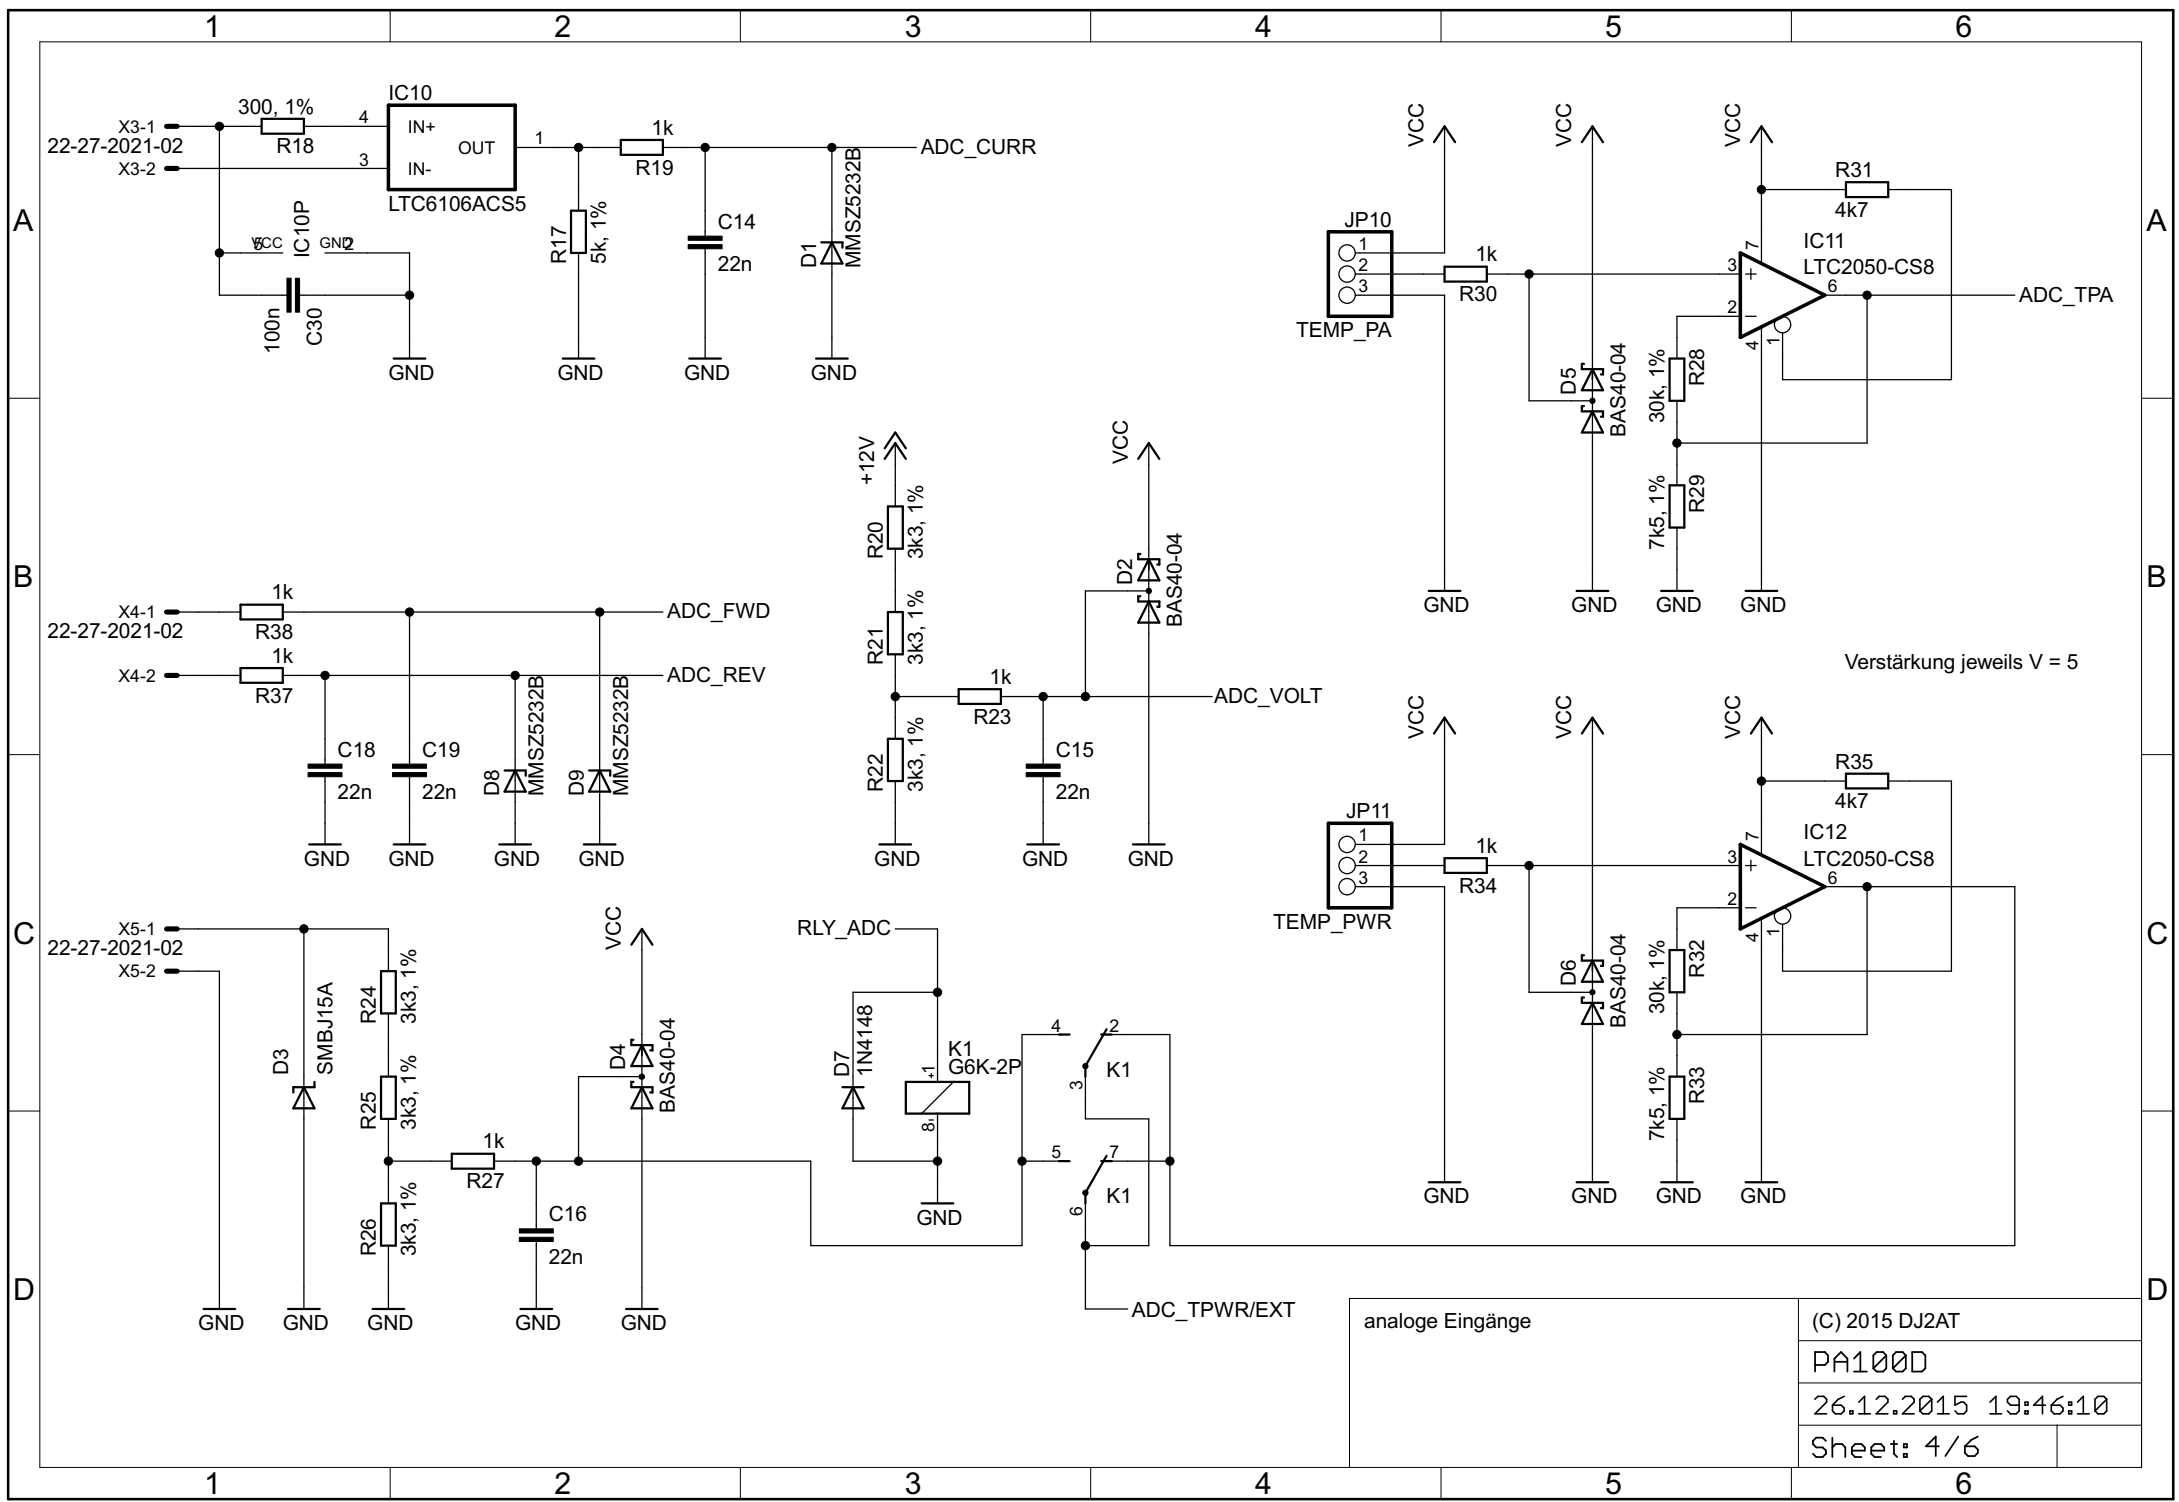 1 2 3 4 5 6
A
B
C
D
A
B
C
D
1 2 3 4 5 6
X3-1
22-27-2021-02
X3-2
300, 1%
R18
4
3
IC10
IN+
IN-
OUT
LTC6106ACS5
1
1k
R19
ADC_CURR
5
VCC
IC10P
GND
2
100n
C30
GND
R17
5k, 1%
GND
C14
22n
GND
D1
MMSZ5232B
GND
X4-1
22-27-2021-02
X4-2
1k
R38
ADC_FWD
1k
R37
ADC_REV
C18
22n
GND
C19
22n
GND
D8
MMSZ5232B
GND
D9
MMSZ5232B
GND
+12V
R20
3k3, 1%
R21
3k3, 1%
R22
3k3, 1%
GND
1k
R23
C15
22n
GND
VCC
D2
BAS40-04
GND
ADC_VOLT
X5-1
22-27-2021-02
X5-2
GND
D3
SMBJ15A
GND
R24
3k3, 1%
R25
3k3, 1%
R26
3k3, 1%
GND
1k
R27
C16
22n
GND
VCC
D4
BAS40-04
GND
RLY_ADC
D7
1N4148
K1
G6K-2P
+1
8-
GND
4
2
3
K1
5
7
6
K1
ADC_TPWR/EXT
JP10
1
2
3
TEMP_PA
VCC
GND
1k
R30
VCC
D5
BAS40-04
GND
VCC
R31
4k7
IC11
LTC2050-CS8
3
2
7
4
1
6
+
−
ADC_TPA
30k, 1%
R28
7k5, 1%
R29
GND
GND
Verstärkung jeweils V = 5
JP11
1
2
3
TEMP_PWR
VCC
GND
1k
R34
VCC
D6
BAS40-04
GND
VCC
R35
4k7
IC12
LTC2050-CS8
3
2
7
4
1
6
+
−
30k, 1%
R32
7k5, 1%
R33
GND
GND
analoge Eingänge
(C) 2015 DJ2AT
PA100D
26.12.2015 19:46:10
Sheet: 4/6